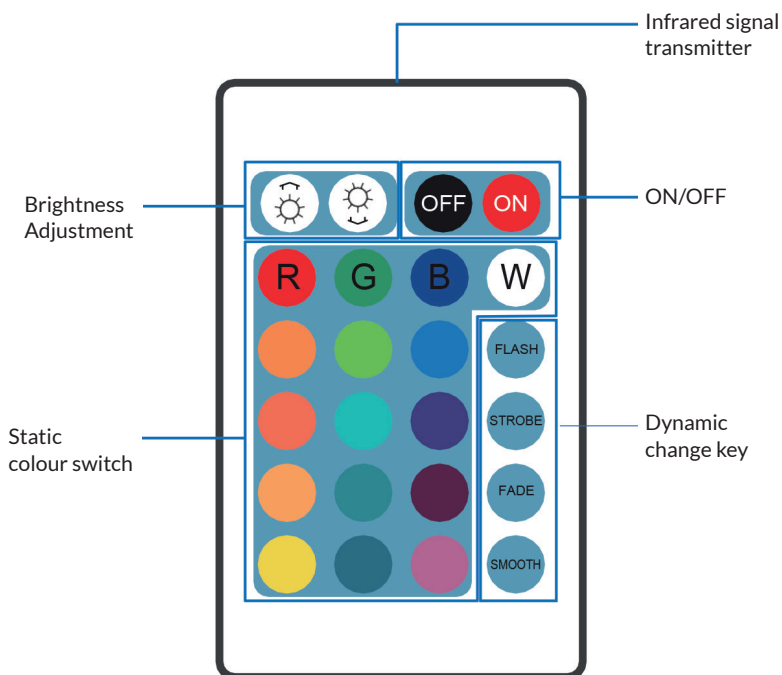 Infrared signal
transmitter
Brightness
Adjustment
OFF
ON
ON/OFF
R
G
B
W
FLASH
STROBE
FADE
SMOOTH
Static
colour switch
Dynamic
change key